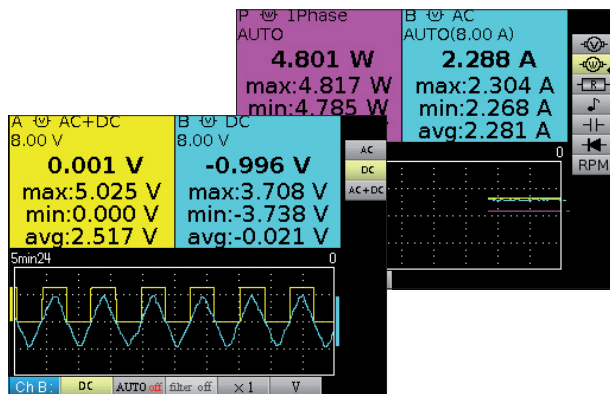 P 1Phase
AUTO
4.801 W
max:4.817 W
min:4.785 W
B AC
AUTO(8.00 A)
2.288 A
max:2.304 A
min:2.268 A
avg:2.281 A
V
W
R
RPM
0
A AC+DC
8.00 V
0.001 V
max:5.025 V
min:0.000 V
avg:2.517 V
B DC
8.00 V
-0.996 V
max:3.708 V
min:-3.738 V
avg:-0.021 V
AC
DC
AC+DC
5min24 0
Ch B: DC AUTO off filter off ×1 V